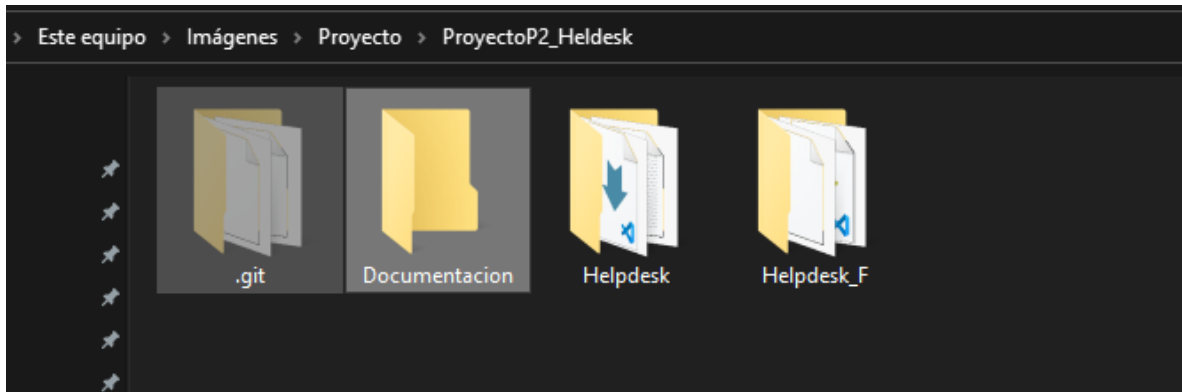 Este equipo > Imágenes > Proyecto > ProyectoP2_Heldesk
.git Documentacion Helpdesk Helpdesk_F